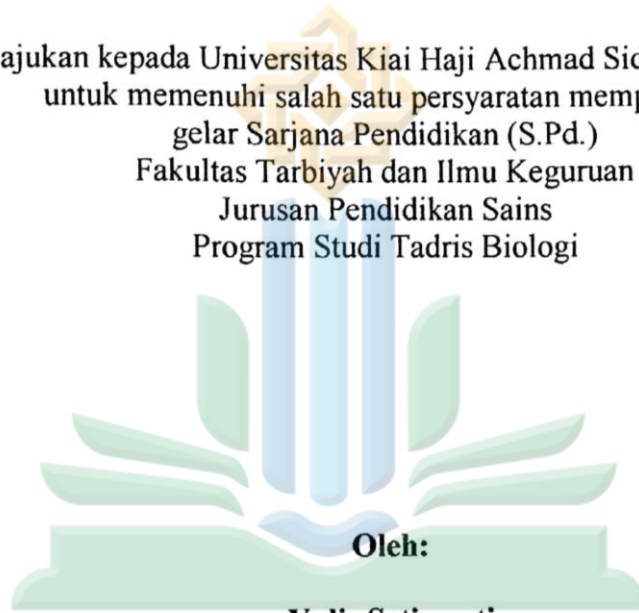 ajukan kepada Universitas Kiai Haji Achmad Sid
untuk memenuhi salah satu persyaratan memp
gelar Sarjana Pendidikan (S.Pd.)
Fakultas Tarbiyah dan Ilmu Keguruan
Jurusan Pendidikan Sains
Program Studi Tadris Biologi
Oleh: